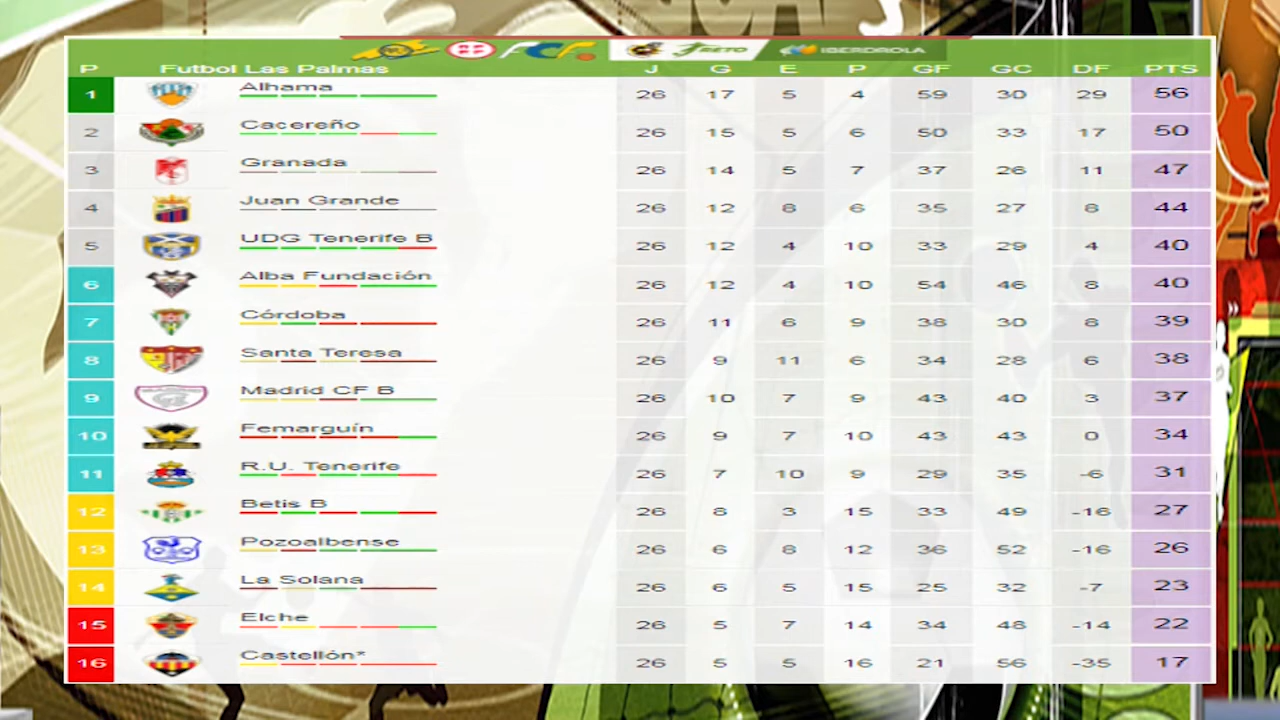 FCF RETO IBERDROLA
P Futbol Las Palmas J G E P GF GC DF PTS
1 Alhama 26 17 5 4 59 30 29 56
2 Cacereño 26 15 5 6 50 33 17 50
3 Granada 26 14 5 7 37 26 11 47
4 Juan Grande 26 12 8 6 35 27 8 44
5 UDG Tenerife B 26 12 4 10 33 29 4 40
6 Alba Fundación 26 12 4 10 54 46 8 40
7 Córdoba 26 11 6 9 38 30 8 39
8 Santa Teresa 26 9 11 6 34 28 6 38
9 Madrid CF B 26 10 7 9 43 40 3 37
10 Femarguín 26 9 7 10 43 43 0 34
11 R.U. Tenerife 26 7 10 9 29 35 -6 31
12 Betis B 26 8 3 15 33 49 -16 27
13 Pozoalbense 26 6 8 12 36 52 -16 26
14 La Solana 26 6 5 15 25 32 -7 23
15 Elche 26 5 7 14 34 48 -14 22
16 Castellón* 26 5 5 16 21 56 -35 17